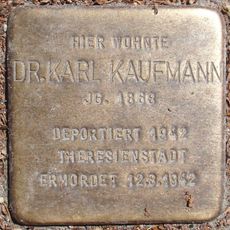 HIER WOHNTE
DR. KARL KAUFMANN
JG. 1868
DEPORTIERT 1942
THERESIENSTADT
ERMORDET 12.8.1942